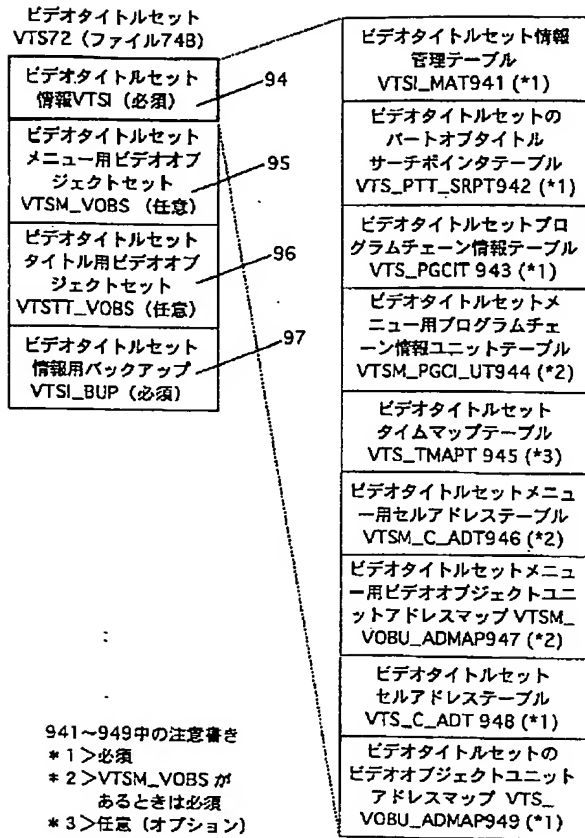 ビデオタイトルセット
VTS72（ファイル74B）
ビデオタイトルセット
情報VTSI（必須）
94
ビデオタイトルセット
メニュー用ビデオオブ
ジェクトセット
VTSM_VOBS（任意）
95
ビデオタイトルセット
タイトル用ビデオオブ
ジェクトセット
VTSTT_VOBS（任意）
96
ビデオタイトルセット
情報用バックアップ
VTSI_BUP（必須）
97
ビデオタイトルセット情報
管理テーブル
VTSI_MAT941 (*1)
ビデオタイトルセットの
パートオブタイトル
サーチポインタテーブル
VTS_PTT_SRPT942 (*1)
ビデオタイトルセットプロ
グラムチェーン情報テーブル
VTS_PGCIT 943 (*1)
ビデオタイトルセットメ
ニュー用プログラムチェ
ーン情報ユニットテーブル
VTSM_PGCI_UT944 (*2)
ビデオタイトルセット
タイムマップテーブル
VTS_TMAPT 945 (*3)
ビデオタイトルセットメニュ
ー用セルアドレステーブル
VTSM_C_ADT946 (*2)
ビデオタイトルセットメニュ
ー用ビデオオブジェクトユニ
ットアドレスマップ VTSM_
VOBU_ADMAP947 (*2)
ビデオタイトルセット
セルアドレステーブル
VTS_C_ADT 948 (*1)
ビデオタイトルセットの
ビデオオブジェクトユニット
アドレスマップ VTS_
VOBU_ADMAP949 (*1)
941～949中の注意書き
*1＞必須
*2＞VTSM_VOBS が
あるときは必須
*3＞任意（オプション）